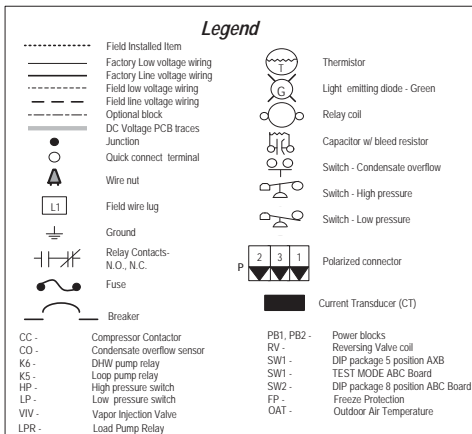 Legend
Field Installed Item
Factory Low voltage wiring
Factory Line voltage wiring
Field low voltage wiring
Field line voltage wiring
Optional block
DC Voltage PCB traces
Junction
Quick connect terminal
Wire nut
L1 Field wire lug
Ground
Relay Contacts-
N.O., N.C.
Fuse
Breaker
T Thermistor
G Light emitting diode - Green
Relay coil
Capacitor w/ bleed resistor
Switch - Condensate overflow
Switch - High pressure
Switch - Low pressure
P 2 3 1 Polarized connector
Current Transducer (CT)
CC - Compressor Contactor
CO - Condensate overflow sensor
K6 - DHW pump relay
K5 - Loop pump relay
HP - High pressure switch
LP - Low pressure switch
VIV - Vapor Injection Valve
LPR - Load Pump Relay
PB1, PB2 - Power blocks
RV - Reversing Valve coil
SW1 - DIP package 5 position AXB
SW1 - TEST MODE ABC Board
SW2 - DIP package 8 position ABC Board
FP - Freeze Protection
OAT - Outdoor Air Temperature